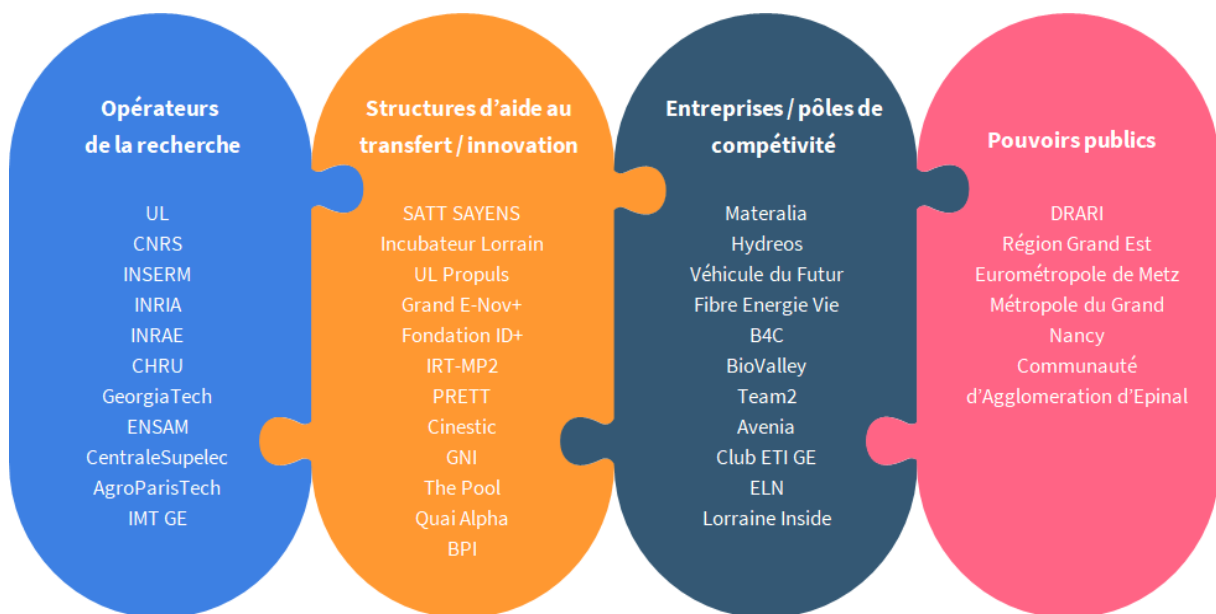 Opérateurs
de la recherche
UL
CNRS
INSERM
INRIA
INRAE
CHRU
GeorgiaTech
ENSAM
CentraleSupelec
AgroParisTech
IMT GE
Structures d’aide au
transfert / innovation
SATT SAYENS
Incubateur Lorrain
UL Propuls
Grand E-Nov+
Fondation ID+
IRT-MP2
PRETT
Cinestic
GNI
The Pool
Quai Alpha
BPI
Entreprises / pôles de
compétivité
Materalia
Hydreos
Véhicule du Futur
Fibre Energie Vie
B4C
BioValley
Team2
Avenia
Club ETI GE
ELN
Lorraine Inside
Pouvoirs publics
DRARI
Région Grand Est
Eurométropole de Metz
Métropole du Grand
Nancy
Communauté
d’Agglomeration d’Epinal